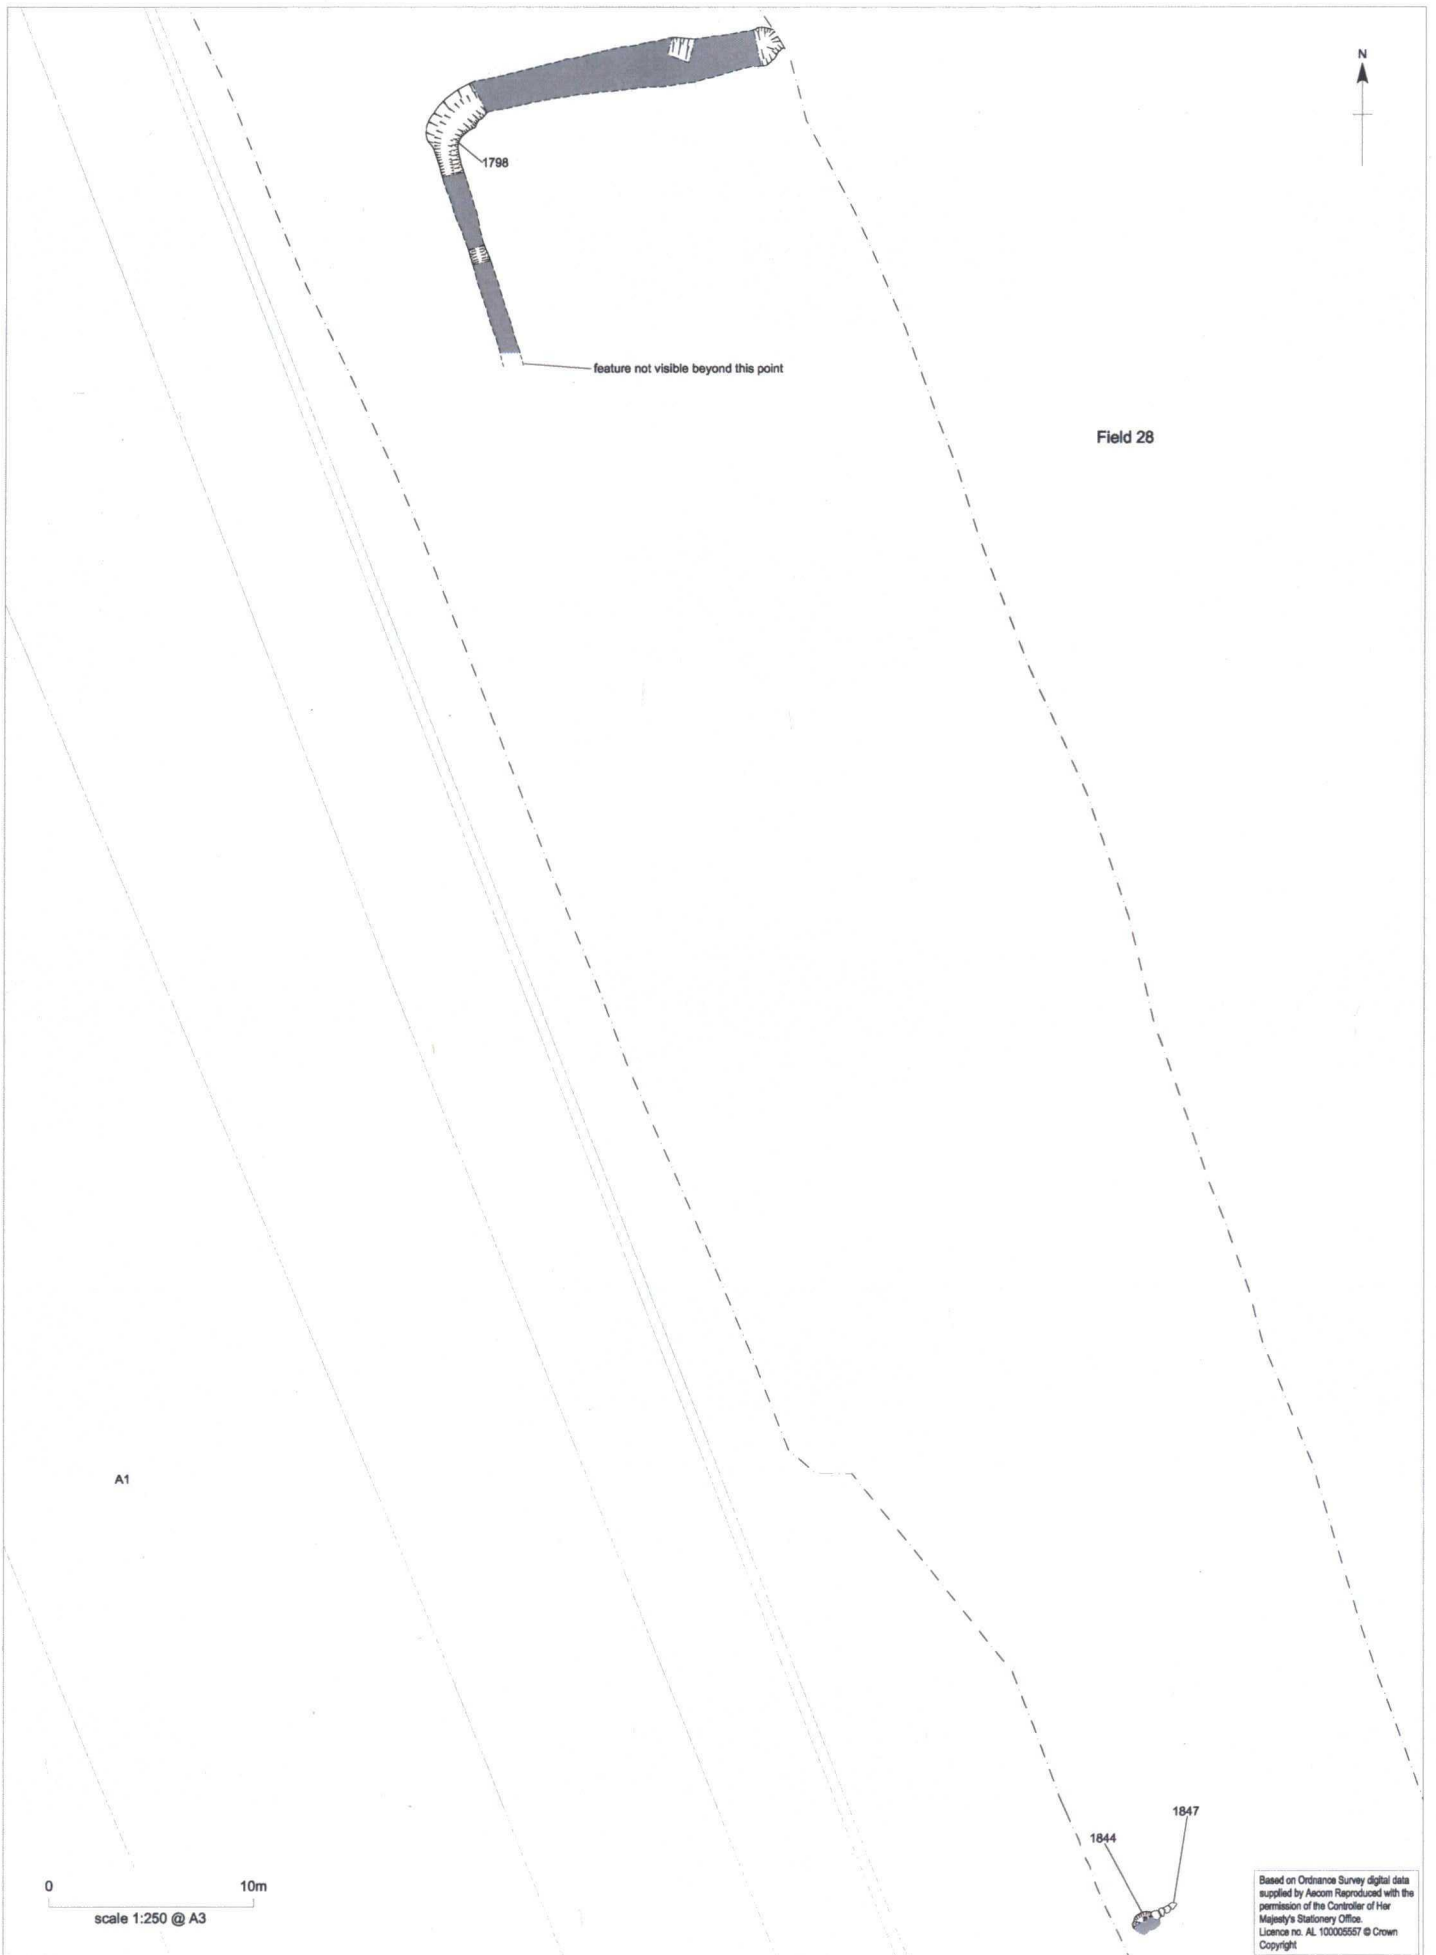 N
1798
feature not visible beyond this point
Field 28
A1
1847
1844
0 10m
scale 1:250 @ A3
Based on Ordnance Survey digital data
supplied by Aecom Reproduced with the
permission of the Controller of Her
Majesty's Stationery Office.
Licence no. AL 100005557 © Crown
Copyright